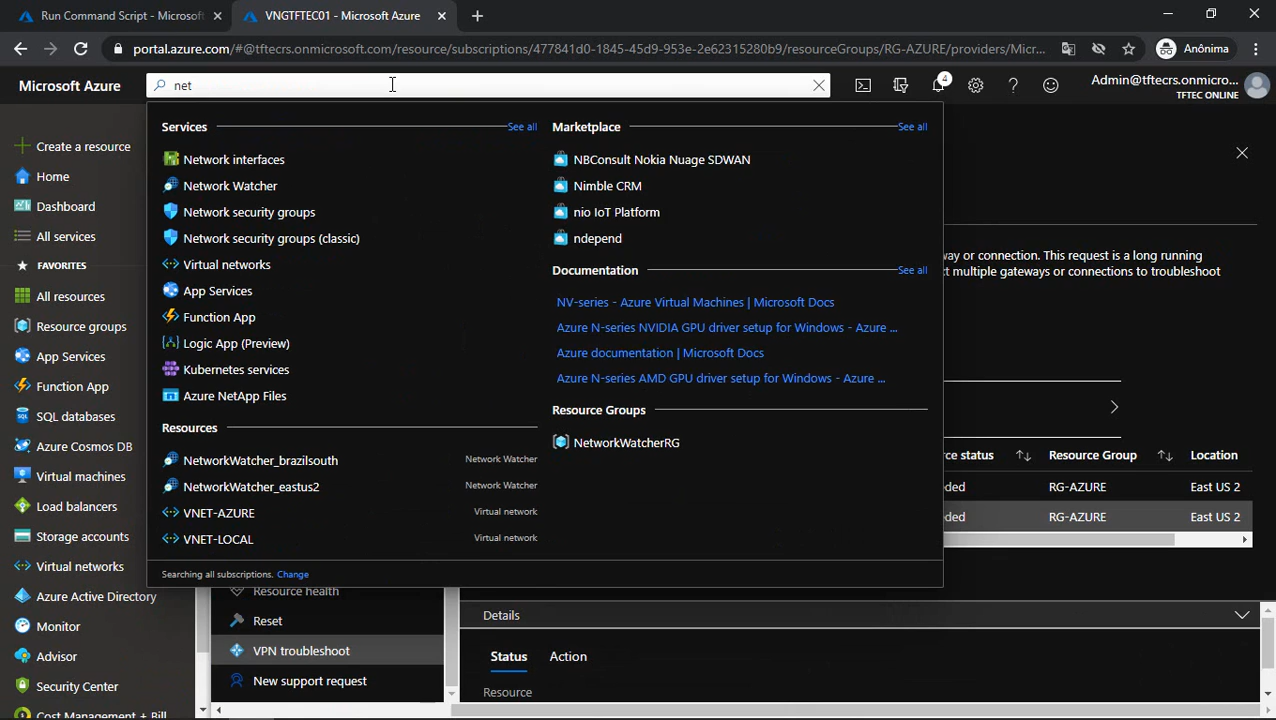 Run Command Script - Microsoft
VNGTFTEC01 - Microsoft Azure
portal.azure.com/#@tftecrs.onmicrosoft.com/resource/subscriptions/477841d0-1845-45d9-953e-2e62315280b9/resourceGroups/RG-AZURE/providers/Micr...
Anônima
Microsoft Azure
net
4
Admin@tftecrs.onmicro...
TFTEC ONLINE
Create a resource
Home
Dashboard
All services
FAVORITES
All resources
Resource groups
App Services
Function App
SQL databases
Azure Cosmos DB
Virtual machines
Load balancers
Storage accounts
Virtual networks
Azure Active Directory
Monitor
Advisor
Security Center
Cost Management + Bill
Services
See all
Network interfaces
Network Watcher
Network security groups
Network security groups (classic)
Virtual networks
App Services
Function App
Logic App (Preview)
Kubernetes services
Azure NetApp Files
Resources
NetworkWatcher_brazilsouth Network Watcher
NetworkWatcher_eastus2 Network Watcher
VNET-AZURE Virtual network
VNET-LOCAL Virtual network
Searching all subscriptions. Change
Marketplace
See all
NBConsult Nokia Nuage SDWAN
Nimble CRM
nio IoT Platform
ndepend
Documentation
See all
NV-series - Azure Virtual Machines | Microsoft Docs
Azure N-series NVIDIA GPU driver setup for Windows - Azure ...
Azure documentation | Microsoft Docs
Azure N-series AMD GPU driver setup for Windows - Azure ...
Resource Groups
NetworkWatcherRG
way or connection. This request is a long running
ct multiple gateways or connections to troubleshoot
ce status Resource Group Location
eded RG-AZURE East US 2
eded RG-AZURE East US 2
Resource health
Reset
VPN troubleshoot
New support request
Details
Status Action
Resource